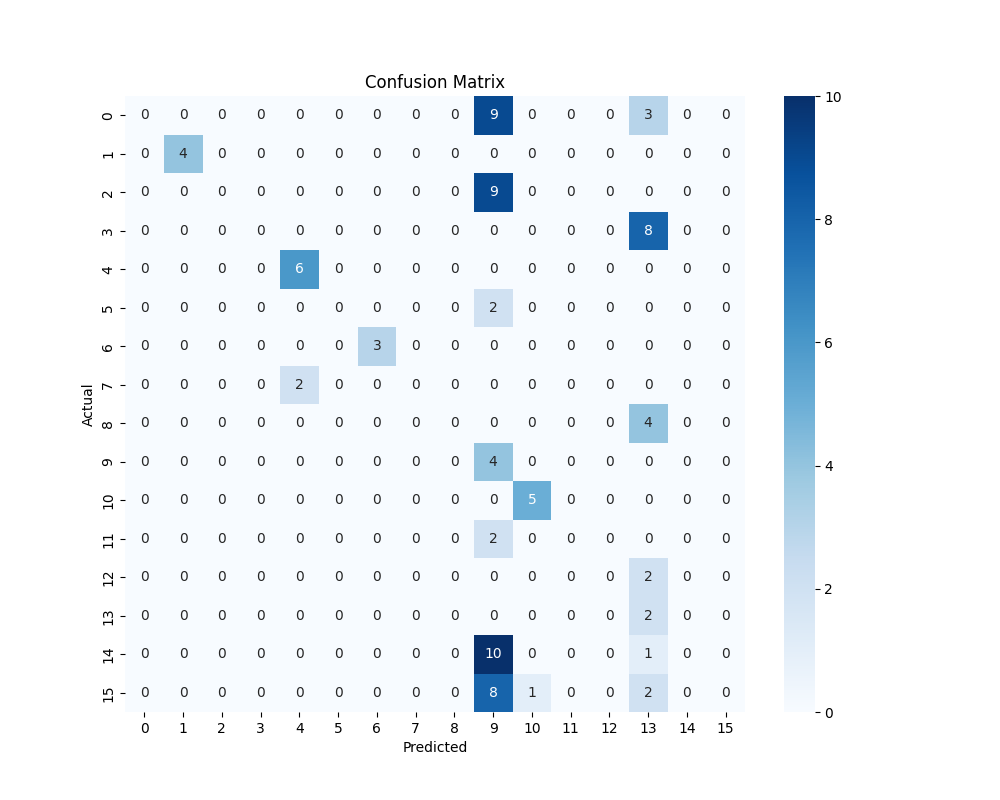 Confusion Matrix
0 0 0 0 0 0 0 0 0 0 9 0 0 0 3 0 0
1 0 4 0 0 0 0 0 0 0 0 0 0 0 0 0 0
2 0 0 0 0 0 0 0 0 0 9 0 0 0 0 0 0
3 0 0 0 0 0 0 0 0 0 0 0 0 0 8 0 0
4 0 0 0 0 6 0 0 0 0 0 0 0 0 0 0 0
5 0 0 0 0 0 0 0 0 0 2 0 0 0 0 0 0
6 0 0 0 0 0 0 3 0 0 0 0 0 0 0 0 0
7 0 0 0 0 2 0 0 0 0 0 0 0 0 0 0 0
8 0 0 0 0 0 0 0 0 0 0 0 0 0 4 0 0
9 0 0 0 0 0 0 0 0 0 4 0 0 0 0 0 0
10 0 0 0 0 0 0 0 0 0 0 5 0 0 0 0 0
11 0 0 0 0 0 0 0 0 0 2 0 0 0 0 0 0
12 0 0 0 0 0 0 0 0 0 0 0 0 0 2 0 0
13 0 0 0 0 0 0 0 0 0 0 0 0 0 2 0 0
14 0 0 0 0 0 0 0 0 0 10 0 0 0 1 0 0
15 0 0 0 0 0 0 0 0 0 8 1 0 0 2 0 0
0 1 2 3 4 5 6 7 8 9 10 11 12 13 14 15
Predicted
Actual
10
8
6
4
2
0